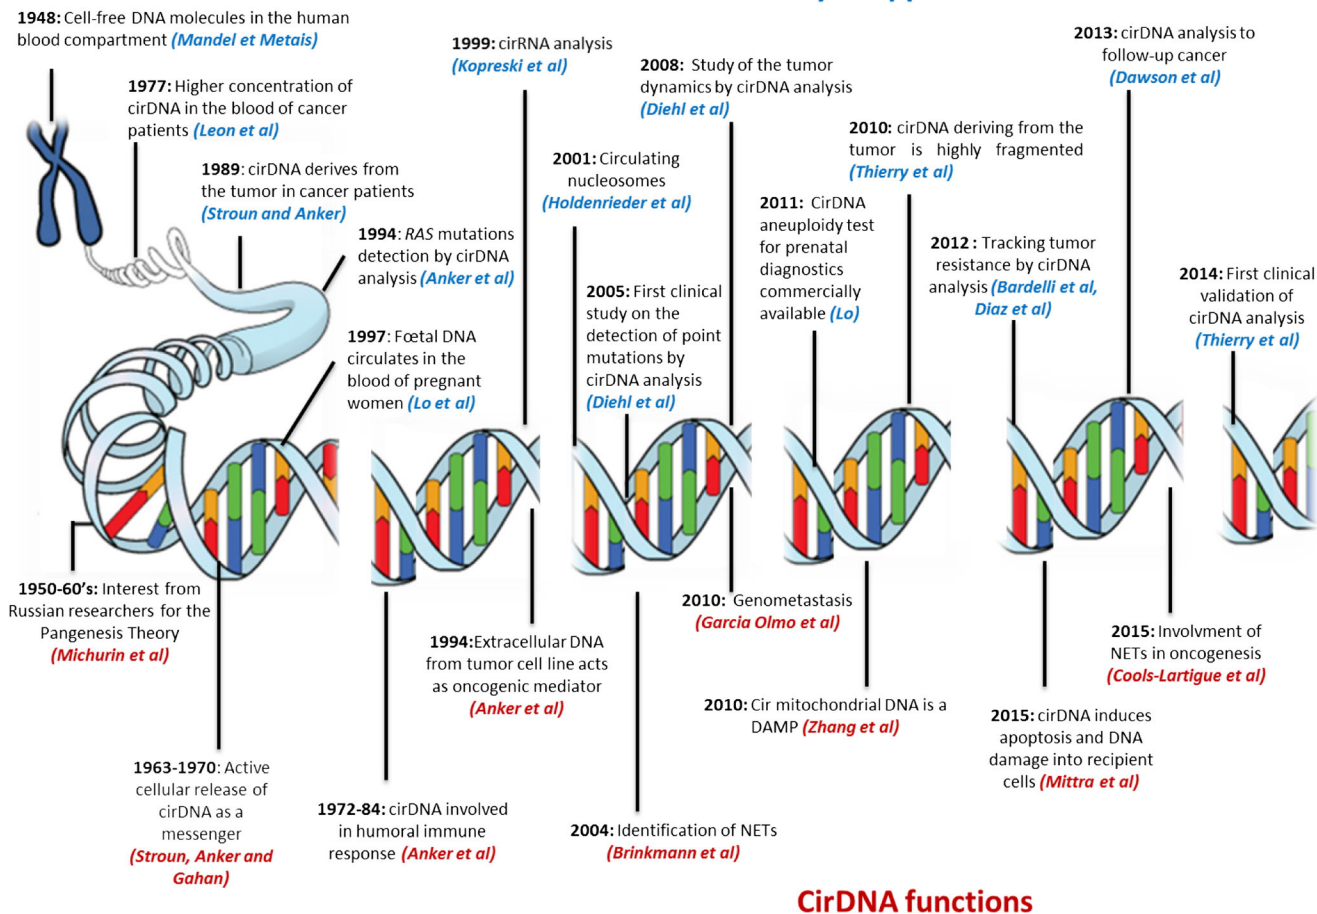 1948: Cell-free DNA molecules in the human
blood compartment (Mandel et Metais)
1977: Higher concentration of
cirDNA in the blood of cancer
patients (Leon et al)
1989: cirDNA derives from
the tumor in cancer patients
(Stroun and Anker)
1994: RAS mutations
detection by cirDNA
analysis (Anker et al)
1997: Fœtal DNA
circulates in the
blood of pregnant
women (Lo et al)
1999: cirRNA analysis
(Kopreski et al)
2001: Circulating
nucleosomes
(Holdenrieder et al)
2005: First clinical
study on the
detection of point
mutations by
cirDNA analysis
(Diehl et al)
2008: Study of the tumor
dynamics by cirDNA analysis
(Diehl et al)
2011: CirDNA
aneuploidy test
for prenatal
diagnostics
commercially
available (Lo)
2010: cirDNA deriving from the
tumor is highly fragmented
(Thierry et al)
2012 : Tracking tumor
resistance by cirDNA
analysis (Bardelli et al,
Diaz et al)
2013: cirDNA analysis to
follow-up cancer
(Dawson et al)
2014: First clinical
validation of
cirDNA analysis
(Thierry et al)
1950-60's: Interest from
Russian researchers for the
Pangenesis Theory
(Michurin et al)
1963-1970: Active
cellular release of
cirDNA as a
messenger
(Stroun, Anker and
Gahan)
1972-84: cirDNA involved
in humoral immune
response (Anker et al)
1994:Extracellular DNA
from tumor cell line acts
as oncogenic mediator
(Anker et al)
2004: Identification of NETs
(Brinkmann et al)
2010: Genometastasis
(Garcia Olmo et al)
2010: Cir mitochondrial DNA is a
DAMP (Zhang et al)
2015: cirDNA induces
apoptosis and DNA
damage into recipient
cells (Mittra et al)
2015: Involvment of
NETs in oncogenesis
(Cools-Lartigue et al)
CirDNA functions